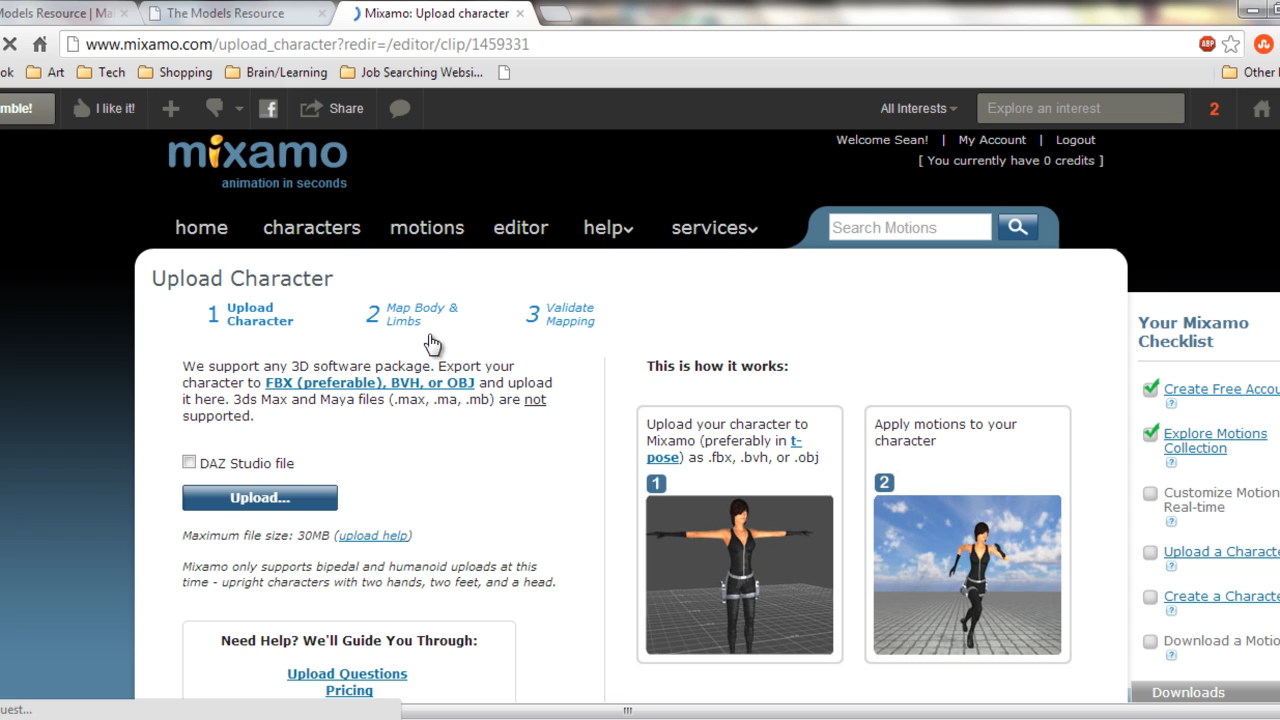 Models Resource | Mai
The Models Resource
Mixamo: Upload character
www.mixamo.com/upload_character?redir=/editor/clip/1459331
ABP
ok Art Tech Shopping Brain/Learning Job Searching Websi... Other
mble! I like it! Share All Interests Explore an interest 2
Welcome Sean! | My Account | Logout
[ You currently have 0 credits ]
mixamo
animation in seconds
home characters motions editor help services Search Motions
Upload Character
1 Upload Character
2 Map Body & Limbs
3 Validate Mapping
We support any 3D software package. Export your
character to FBX (preferable), BVH, or OBJ and upload
it here. 3ds Max and Maya files (.max, .ma, .mb) are not
supported.
DAZ Studio file
Upload...
Maximum file size: 30MB (upload help)
Mixamo only supports bipedal and humanoid uploads at this
time - upright characters with two hands, two feet, and a head.
Need Help? We'll Guide You Through:
Upload Questions
Pricing
This is how it works:
Upload your character to
Mixamo (preferably in t-
pose) as .fbx, .bvh, or .obj
1
Apply motions to your
character
2
Your Mixamo
Checklist
Create Free Accou
?
Explore Motions
Collection
?
Customize Motion
Real-time
?
Upload a Characte
?
Create a Characte
?
Download a Motio
?
Downloads
uest...